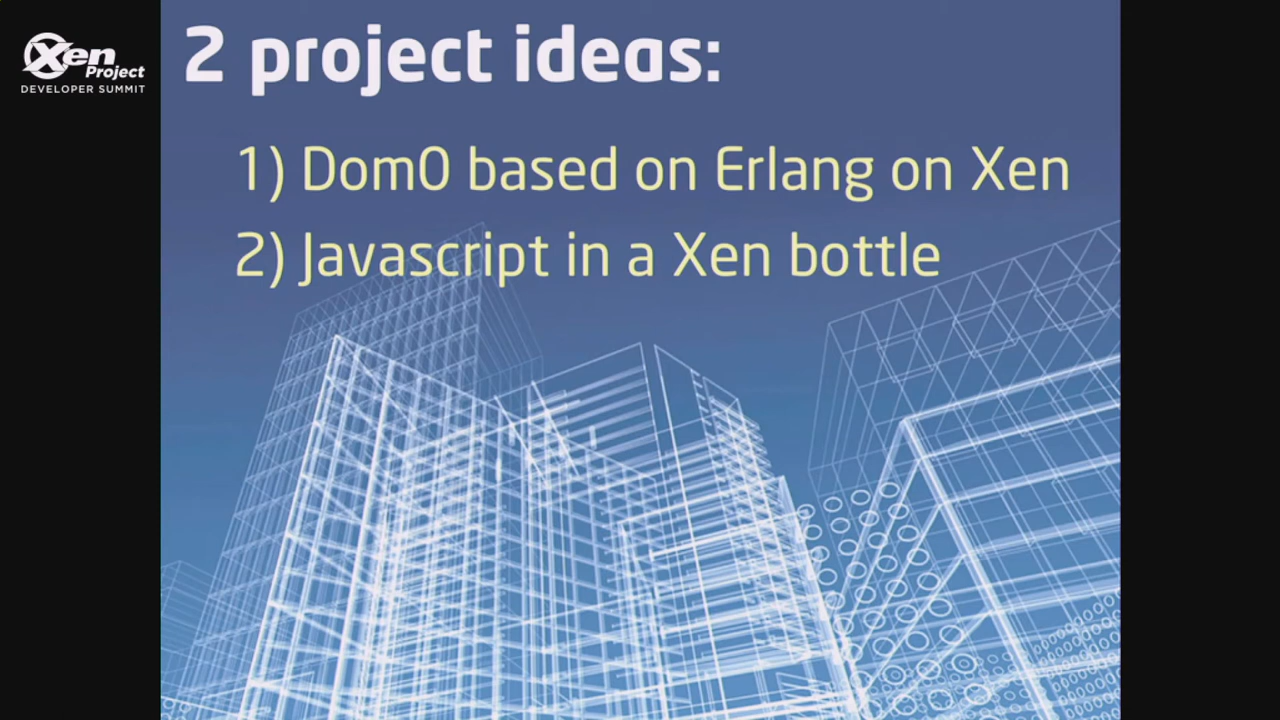 Xen
Project
DEVELOPER SUMMIT
2 project ideas:
1) Dom0 based on Erlang on Xen
2) Javascript in a Xen bottle